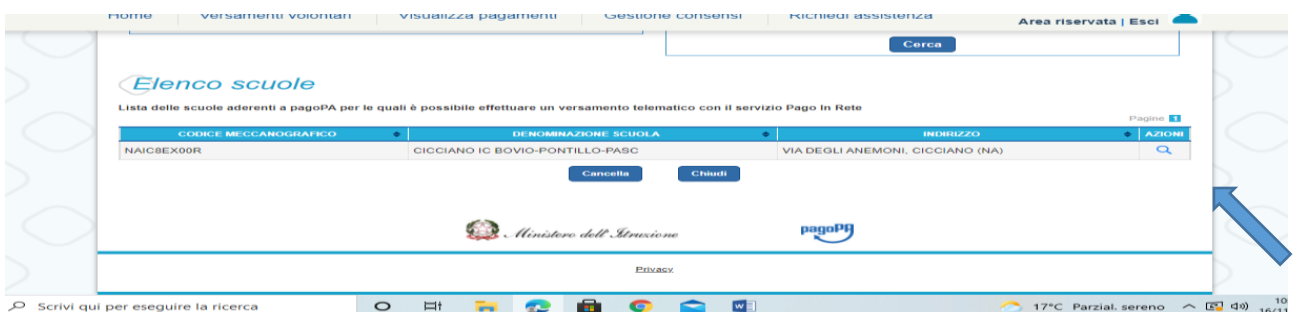 Home Versamenti volontari Visualizza pagamenti Gestione consensi Richiedi assistenza Area riservata | Esci
Cerca
Elenco scuole
Lista delle scuole aderenti a pagoPA per le quali è possibile effettuare un versamento telematico con il servizio Pago In Rete
Pagine 1
CODICE MECCANOGRAFICO DENOMINAZIONE SCUOLA INDIRIZZO AZIONI
NAIC8EX00R CICCIANO IC BOVIO-PONTILLO-PASC VIA DEGLI ANEMONI, CICCIANO (NA)
Cancella Chiudi
Ministero dell'Istruzione pagoPA
Privacy
Scrivi qui per eseguire la ricerca 17°C Parzial. sereno 10
16/11